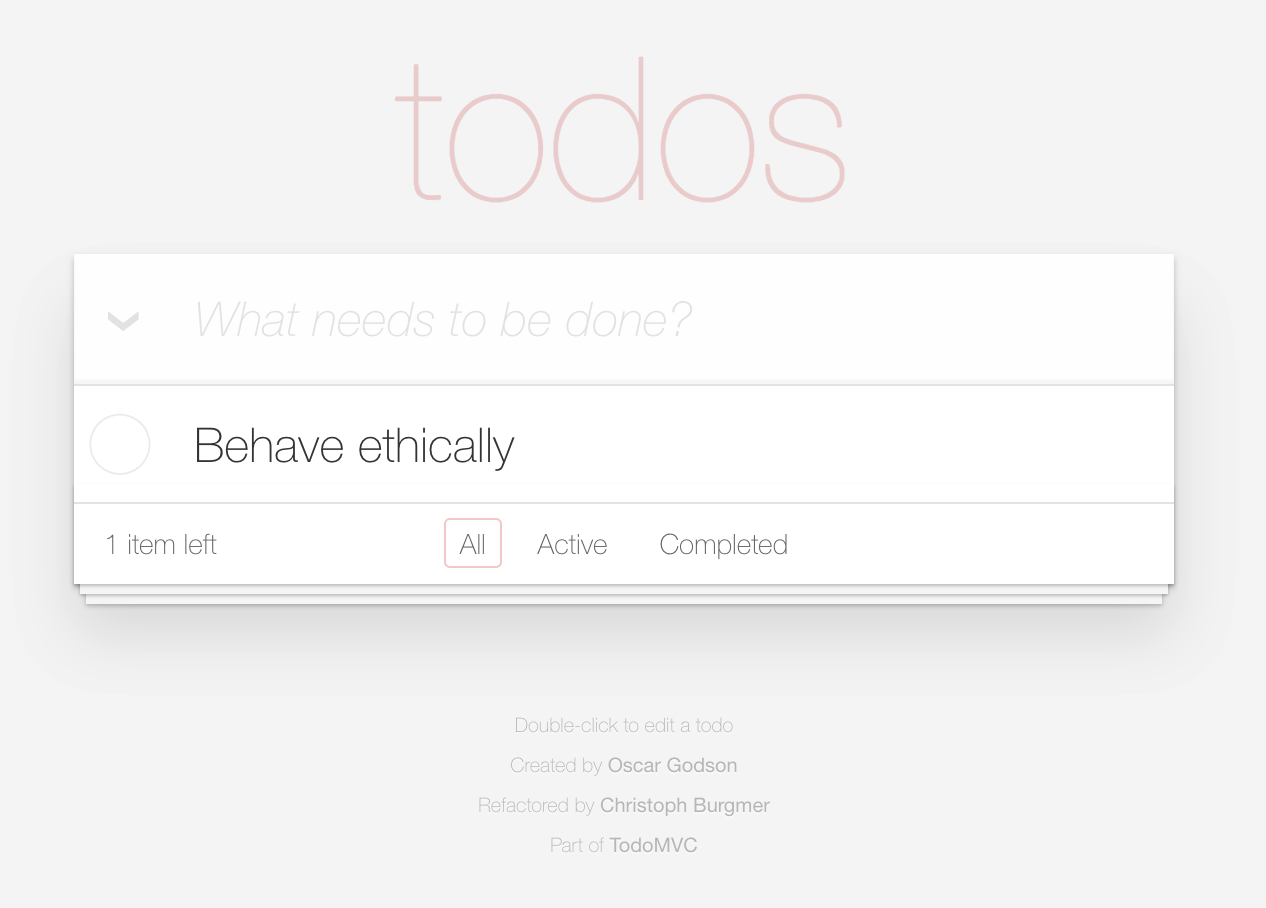 todos
What needs to be done?
Behave ethically
1 item left
All
Active
Completed
Double-click to edit a todo
Created by Oscar Godson
Refactored by Christoph Burgmer
Part of TodoMVC